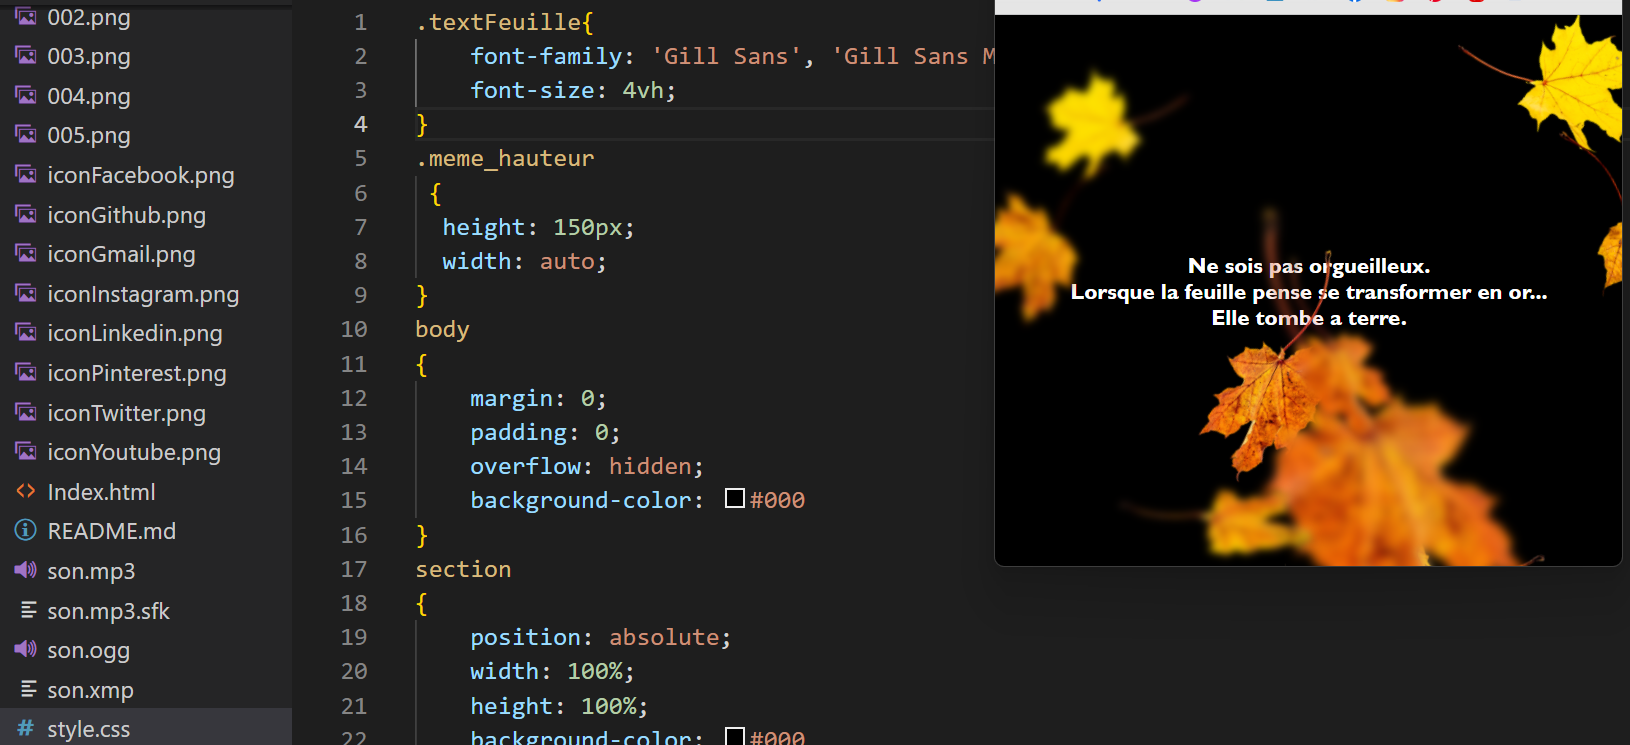 002.png
003.png
004.png
005.png
iconFacebook.png
iconGithub.png
iconGmail.png
iconInstagram.png
iconLinkedin.png
iconPinterest.png
iconTwitter.png
iconYoutube.png
Index.html
README.md
son.mp3
son.mp3.sfk
son.ogg
son.xmp
style.css
1 .textFeuille{
2 font-family: 'Gill Sans', 'Gill Sans M
3 font-size: 4vh;
4 }
5 .meme_hauteur
6 {
7 height: 150px;
8 width: auto;
9 }
10 body
11 {
12 margin: 0;
13 padding: 0;
14 overflow: hidden;
15 background-color: #000
16 }
17 section
18 {
19 position: absolute;
20 width: 100%;
21 height: 100%;
22 background-color: #000
Ne sois pas orgueilleux.
Lorsque la feuille pense se transformer en or...
Elle tombe a terre.